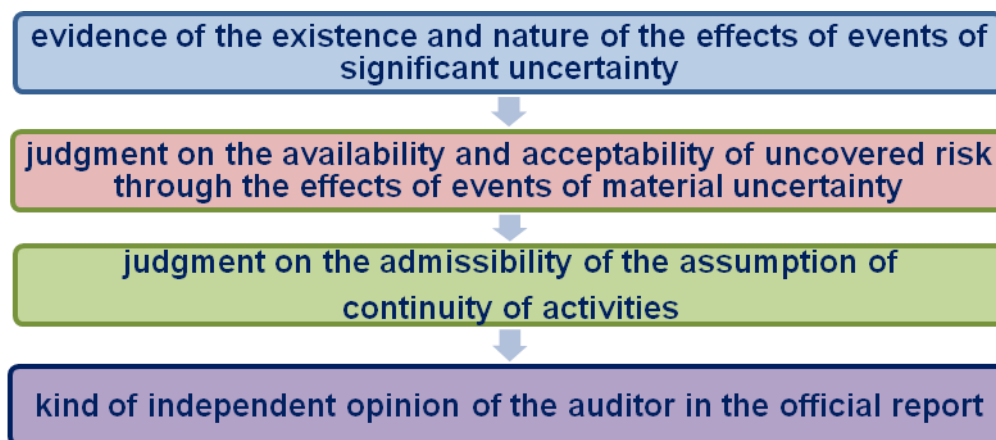 evidence of the existence and nature of the effects of events of
significant uncertainty
judgment on the availability and acceptability of uncovered risk
through the effects of events of material uncertainty
judgment on the admissibility of the assumption of
continuity of activities
kind of independent opinion of the auditor in the official report